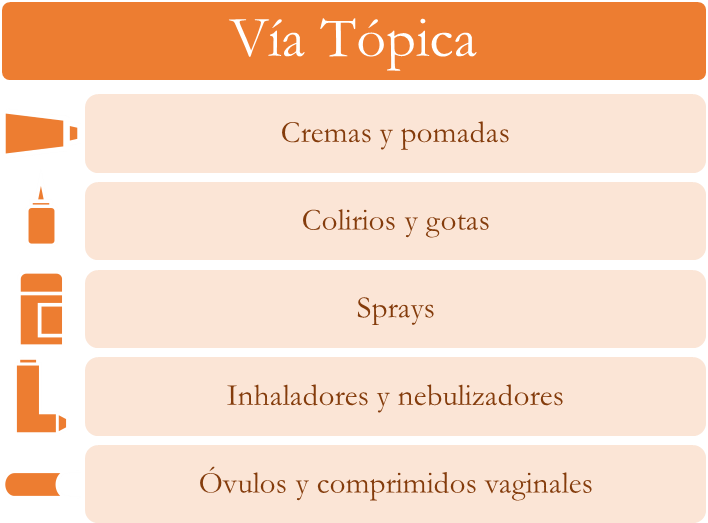 Vía Tópica
Cremas y pomadas
Colirios y gotas
Sprays
Inhaladores y nebulizadores
Óvulos y comprimidos vaginales